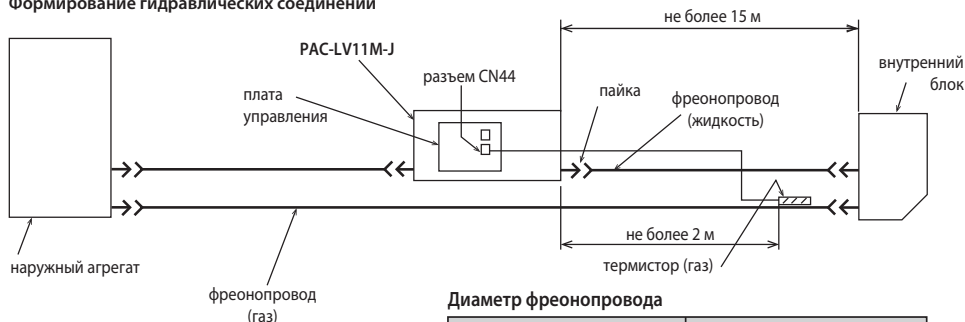 Формирование гидравлических соединений
не более 15 м
PAC-LV11M-J
разъем CN44
плата
управления
пайка
фреонопровод
(жидкость)
внутренний
блок
не более 2 м
термистор (газ)
наружный агрегат
фреонопровод
(газ)
Диаметр фреонопровода